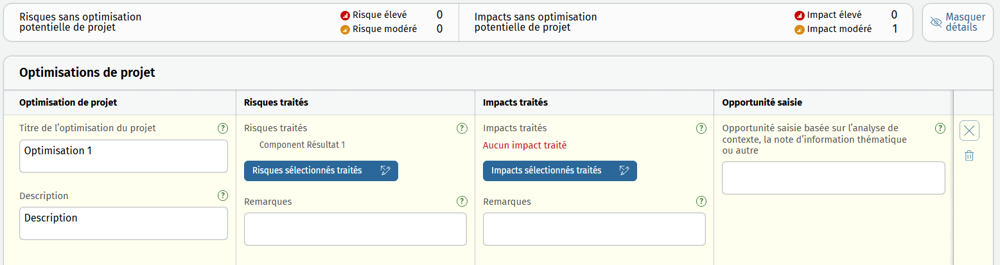 Risques sans optimisation
potentielle de projet
Risque élevé 0
Risque modéré 0
Impacts sans optimisation
potentielle de projet
Impact élevé 0
Impact modéré 1
Masquer
détails
Optimisations de projet
Optimisation de projet
Risques traités
Impacts traités
Opportunité saisie
Titre de l’optimisation du projet ?
Optimisation 1
Description ?
Description
Risques traités ?
Component Résultat 1
Risques sélectionnés traités
Remarques ?
Impacts traités ?
Aucun impact traité
Impacts sélectionnés traités
Remarques ?
Opportunité saisie basée sur l’analyse de ?
contexte, la note d’information thématique
ou autre